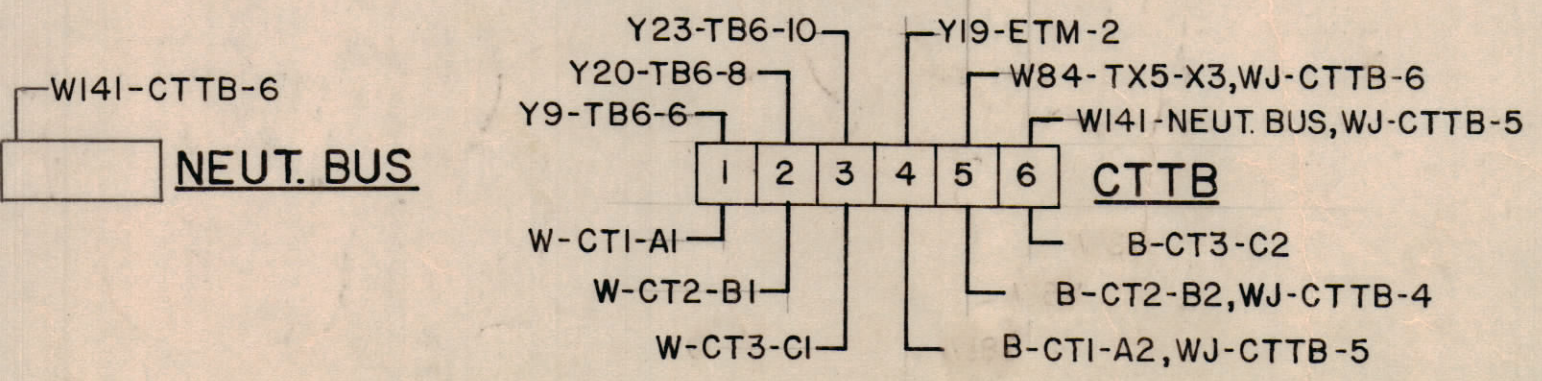 W141-CTTB-6
NEUT. BUS
Y23-TB6-10
Y20-TB6-8
Y9-TB6-6
Y19-ETM-2
W84-TX5-X3,WJ-CTTB-6
W141-NEUT. BUS,WJ-CTTB-5
1 2 3 4 5 6
CTTB
W-CT1-A1
W-CT2-B1
W-CT3-C1
B-CT3-C2
B-CT2-B2,WJ-CTTB-4
B-CT1-A2,WJ-CTTB-5